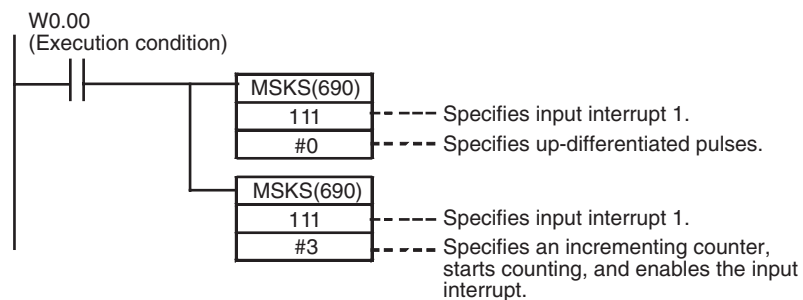 W0.00
(Execution condition)
MSKS(690)
111
Specifies input interrupt 1.
#0
Specifies up-differentiated pulses.
MSKS(690)
111
Specifies input interrupt 1.
#3
Specifies an incrementing counter,
starts counting, and enables the input
interrupt.